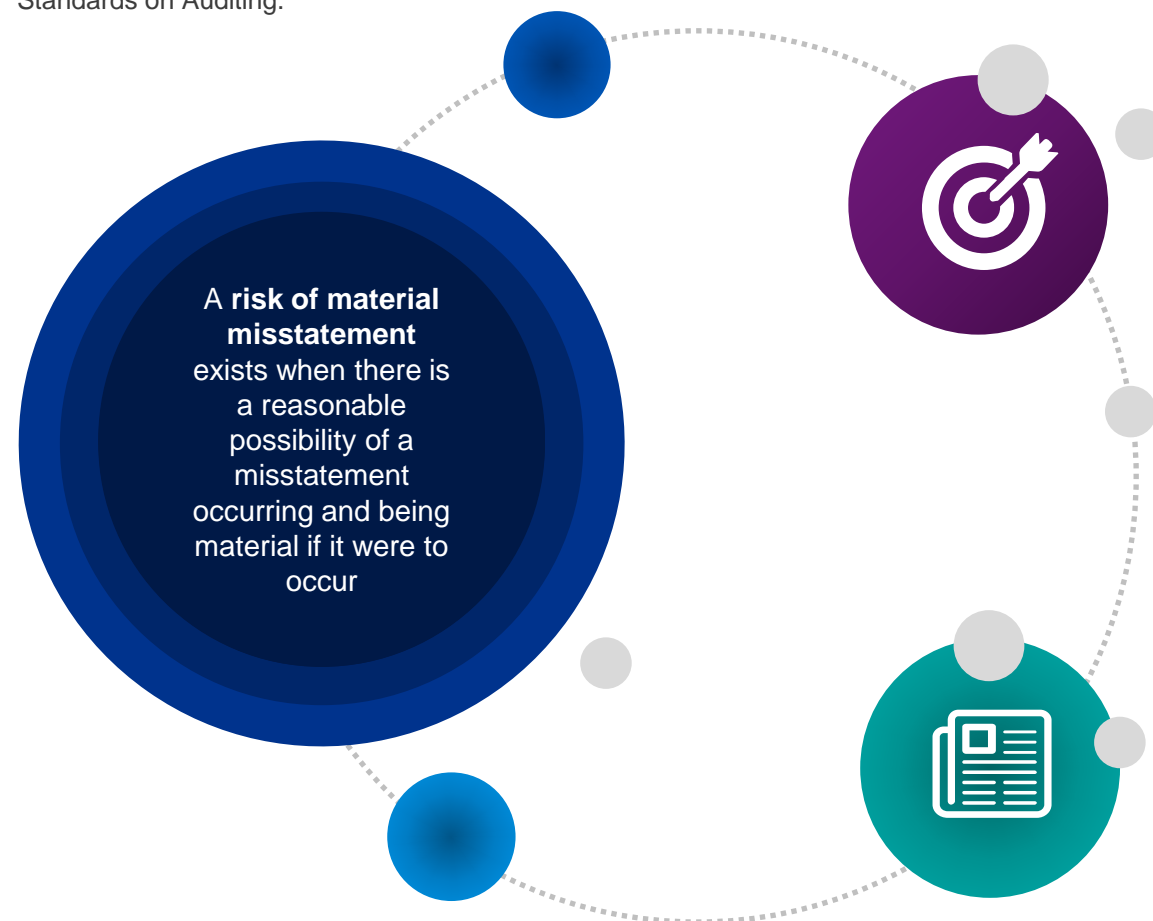 Standards on Auditing.
A risk of material
misstatement
exists when there is
a reasonable
possibility of a
misstatement
occurring and being
material if it were to
occur